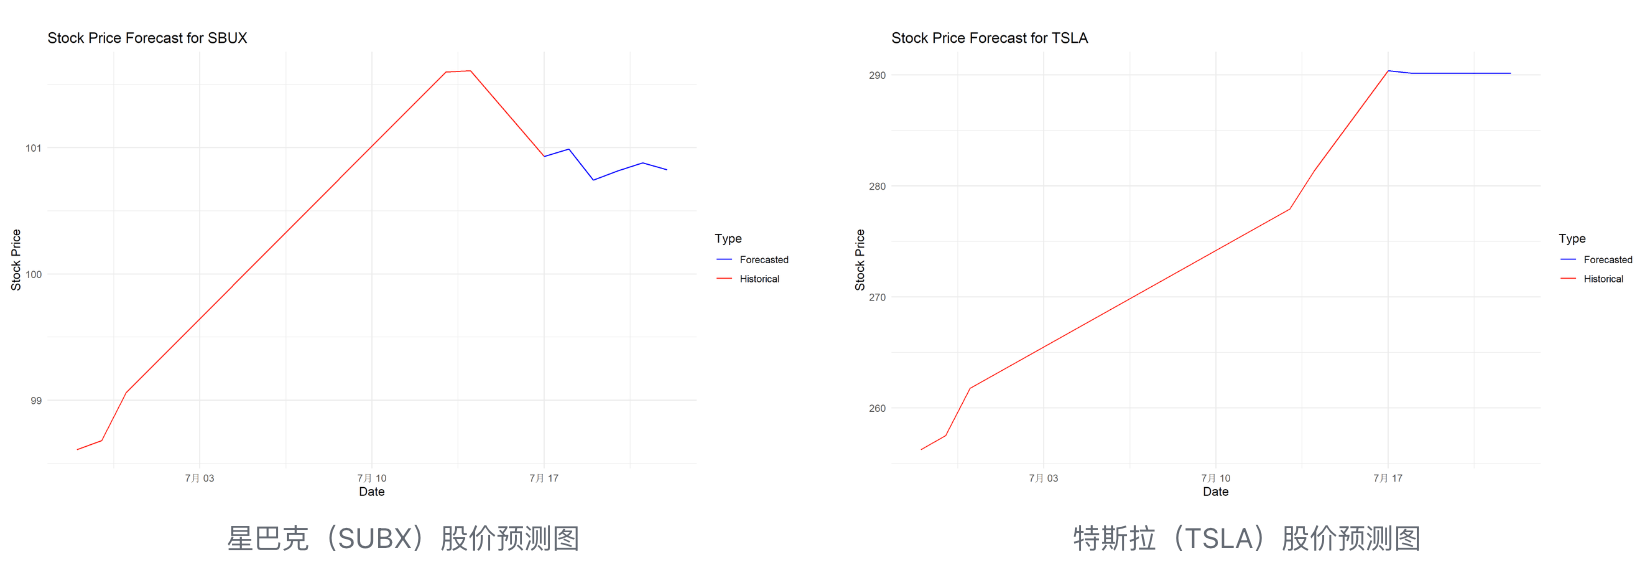 Stock Price Forecast for SBUX
101
100
99
Stock Price
7月 03
7月 10
7月 17
Date
Type
Forecasted
Historical
星巴克（SUBX）股价预测图
Stock Price Forecast for TSLA
290
280
270
260
Stock Price
7月 03
7月 10
7月 17
Date
Type
Forecasted
Historical
特斯拉（TSLA）股价预测图